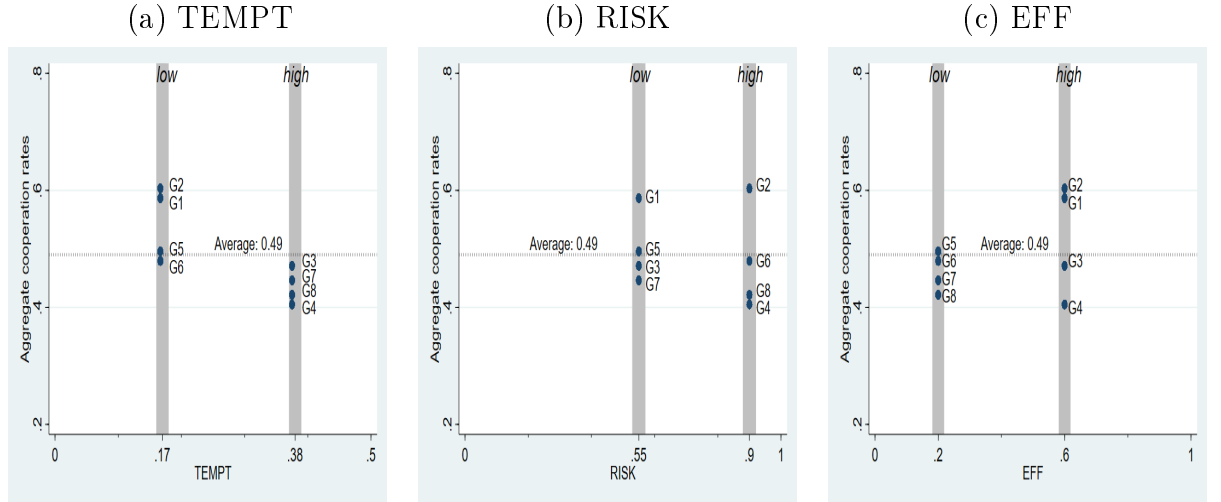 (a) TEMPT
low
high
.8
.6
.4
.2
Aggregate cooperation rates
G2
G1
G5
G6
Average: 0.49
G3
G7
G8
G4
0
.17
.38
.5
TEMPT
(b) RISK
low
high
.8
.6
.4
.2
Aggregate cooperation rates
G1
G2
Average: 0.49
G5
G3
G7
G6
G8
G4
0
.55
.9
1
RISK
(c) EFF
low
high
.8
.6
.4
.2
Aggregate cooperation rates
G5
G6
G7
G8
Average: 0.49
G2
G1
G3
G4
0
.2
.6
1
EFF